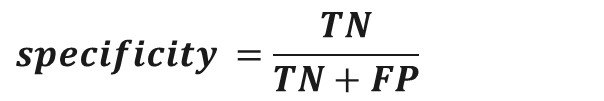 specificity = TN / TN + FP